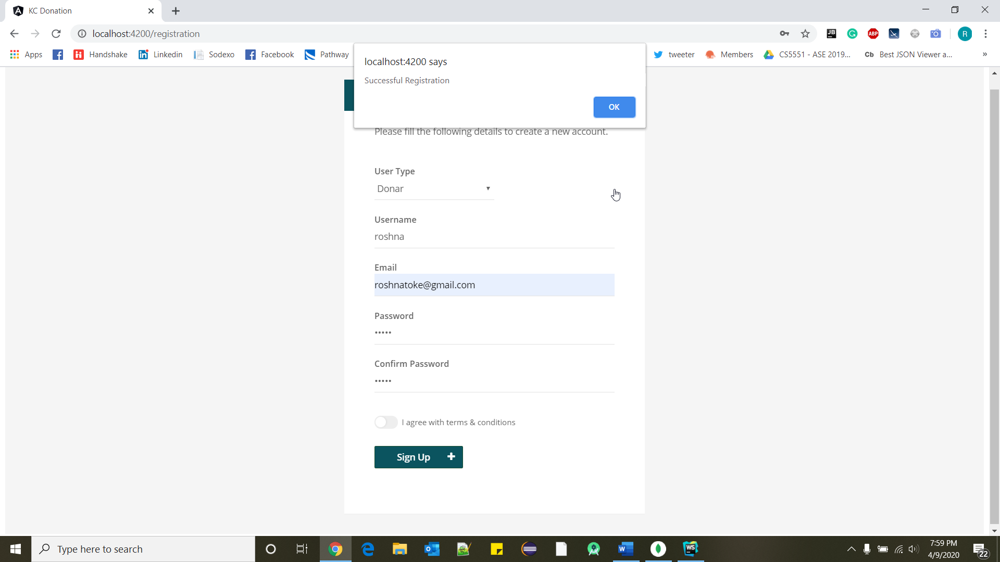 KC Donation
localhost:4200/registration
JB
G
ABP
R
Apps
Handshake
Linkedin
Sodexo
Facebook
Pathway
tweeter
Members
CS5551 - ASE 2019...
Cb Best JSON Viewer a...
»
localhost:4200 says
Successful Registration
OK
Please fill the following details to create a new account.
User Type
Donar
Username
roshna
Email
roshnatoke@gmail.com
Password
•••••
Confirm Password
•••••
I agree with terms & conditions
Sign Up +
Type here to search
WS
7:59 PM
4/9/2020
22